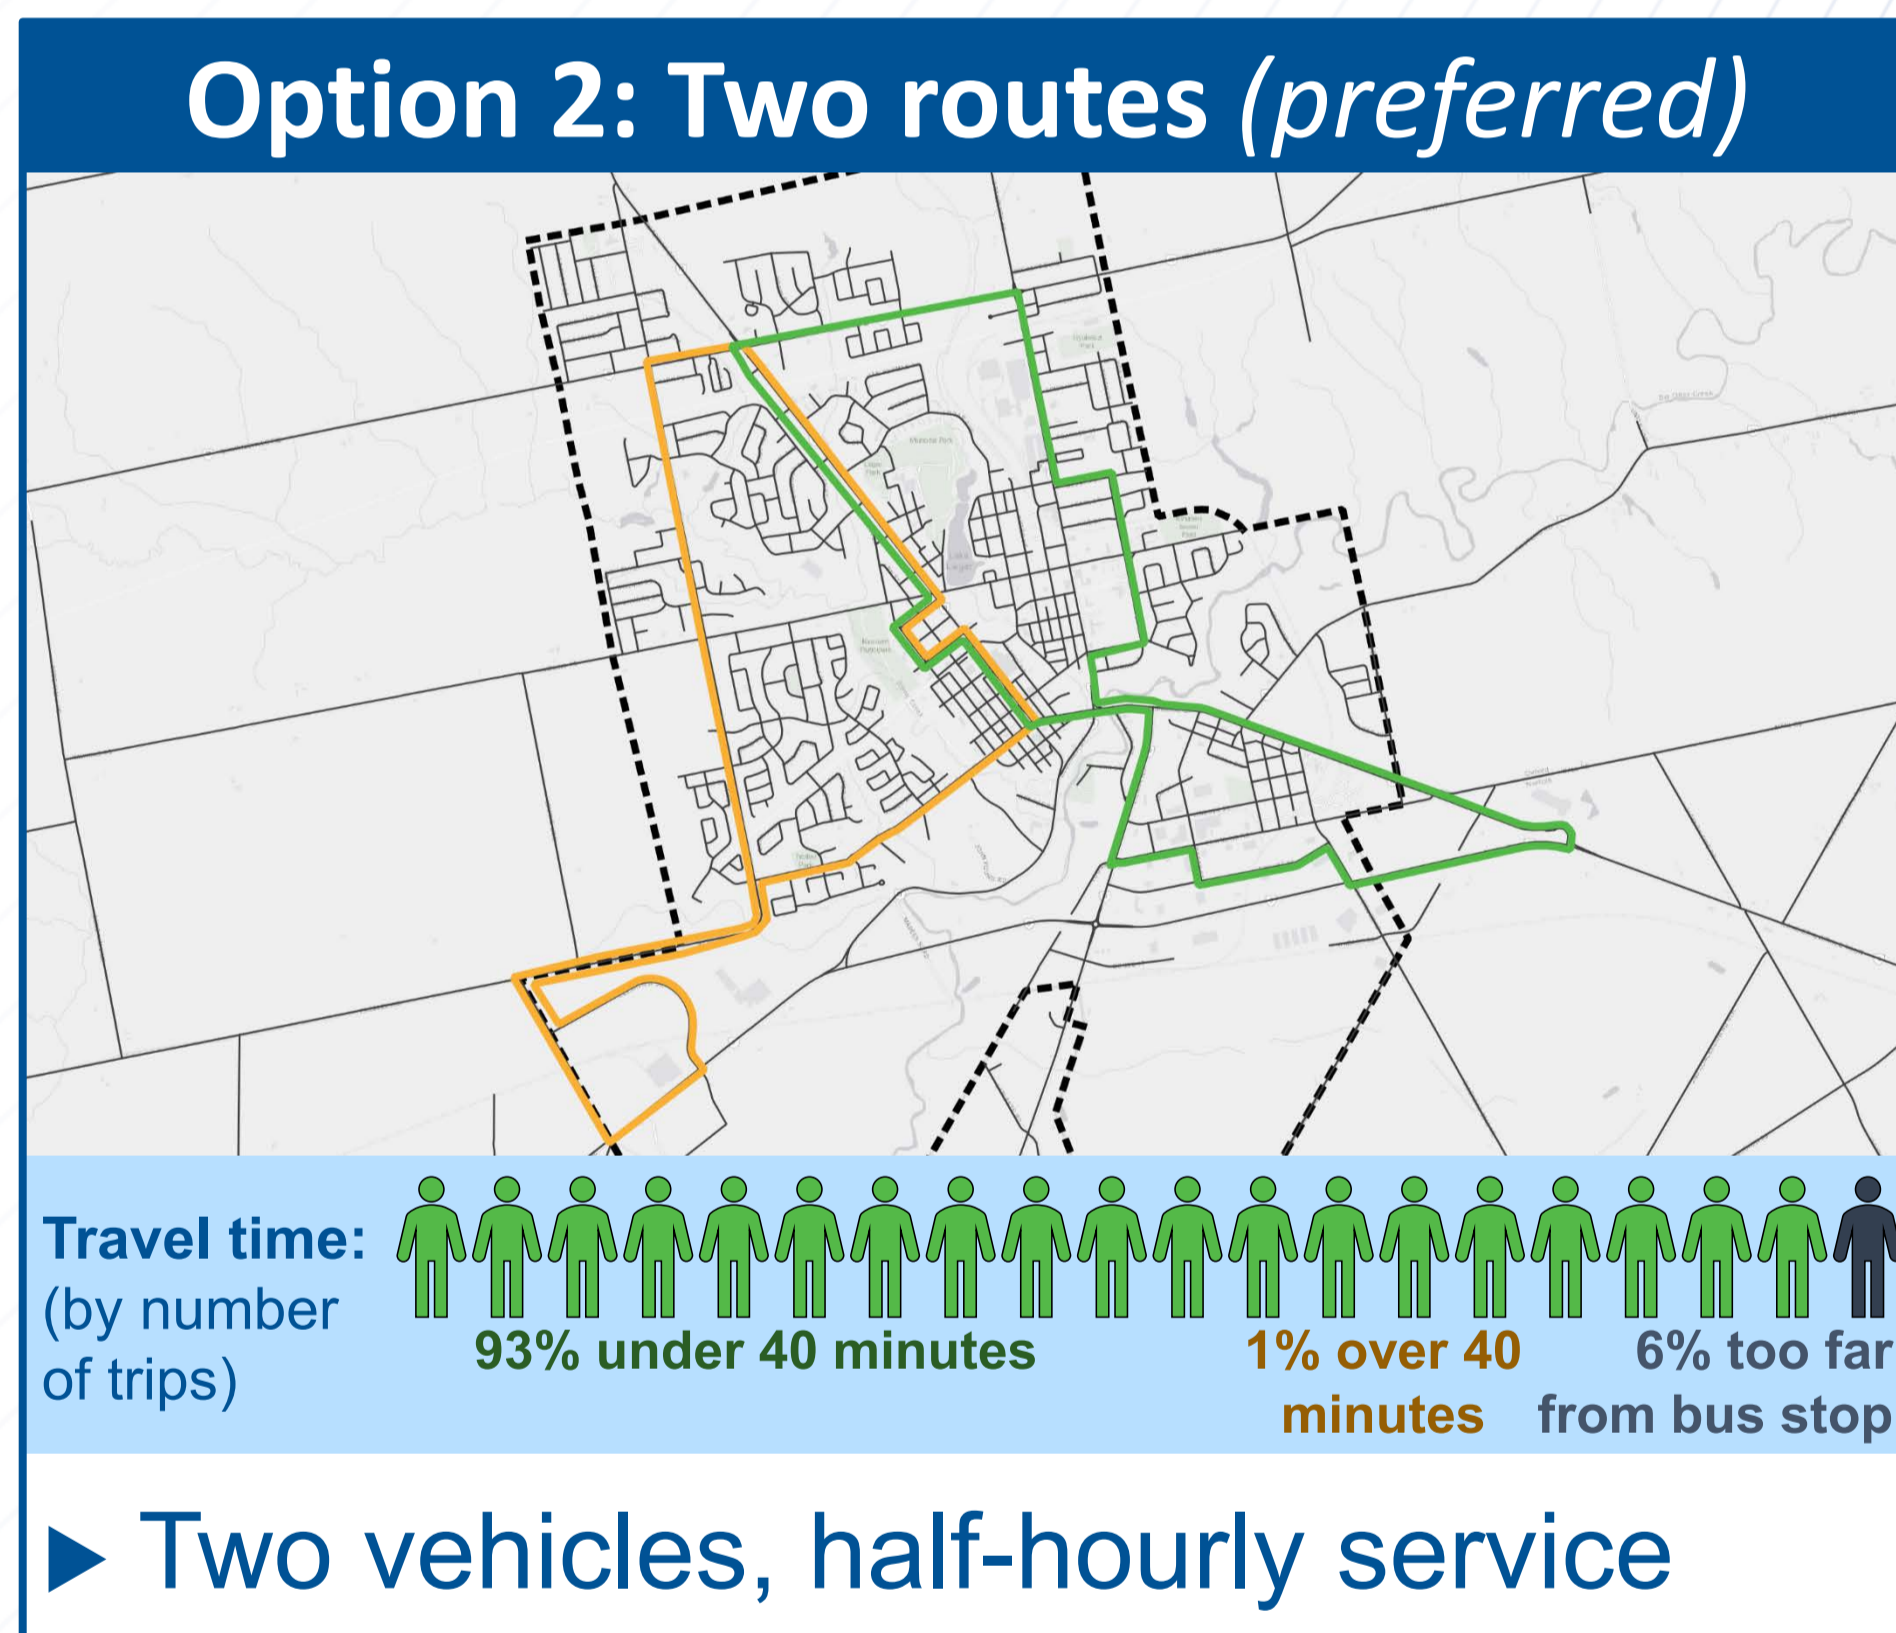 Option 2: Two routes (preferred)
Travel time:
(by number
of trips)
93% under 40 minutes
1% over 40
minutes
6% too far
from bus stop
▶ Two vehicles, half-hourly service